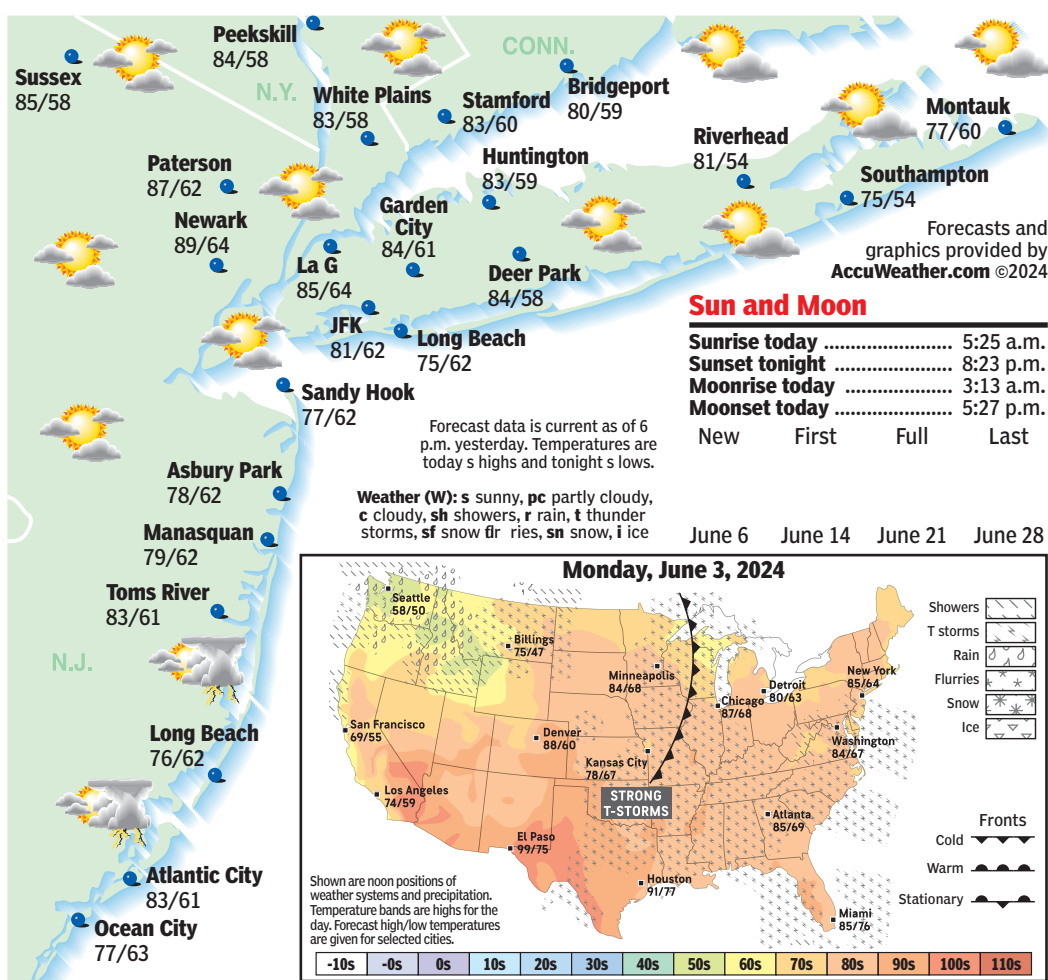 Peekskill
84/58
CONN.
Sussex
85/58
N.Y.
Bridgeport
80/59
White Plains
83/58
Stamford
83/60
Montauk
77/60
Riverhead
81/54
Huntington
83/59
Paterson
87/62
Southampton
75/54
Garden
City
84/61
Newark
89/64
La G
85/64
Deer Park
84/58
JFK
81/62
Long Beach
75/62
Sandy Hook
77/62
Asbury Park
78/62
Manasquan
79/62
Toms River
83/61
N.J.
Long Beach
76/62
Atlantic City
83/61
Ocean City
77/63
Forecasts and
graphics provided by
AccuWeather.com ©2024
Sun and Moon
Sunrise today ........................ 5:25 a.m.
Sunset tonight ....................... 8:23 p.m.
Moonrise today ..................... 3:13 a.m.
Moonset today ...................... 5:27 p.m.
New First Full Last
June 6 June 14 June 21 June 28
Forecast data is current as of 6
p.m. yesterday. Temperatures are
today s highs and tonight s lows.
Weather (W): s sunny, pc partly cloudy,
c cloudy, sh showers, r rain, t thunder
storms, sf snow flr ries, sn snow, i ice
Monday, June 3, 2024
Seattle
58/50
Billings
75/47
Minneapolis
84/68
Detroit
80/63
New York
85/64
Chicago
87/68
San Francisco
69/55
Denver
88/60
Kansas City
78/67
Washington
84/67
Los Angeles
74/59
STRONG
T-STORMS
Atlanta
85/69
El Paso
99/75
Houston
91/77
Miami
85/76
Showers
T storms
Rain
Flurries
Snow
Ice
Fronts
Cold
Warm
Stationary
Shown are noon positions of
weather systems and precipitation.
Temperature bands are highs for the
day. Forecast high/low temperatures
are given for selected cities.
-10s -0s 0s 10s 20s 30s 40s 50s 60s 70s 80s 90s 100s 110s